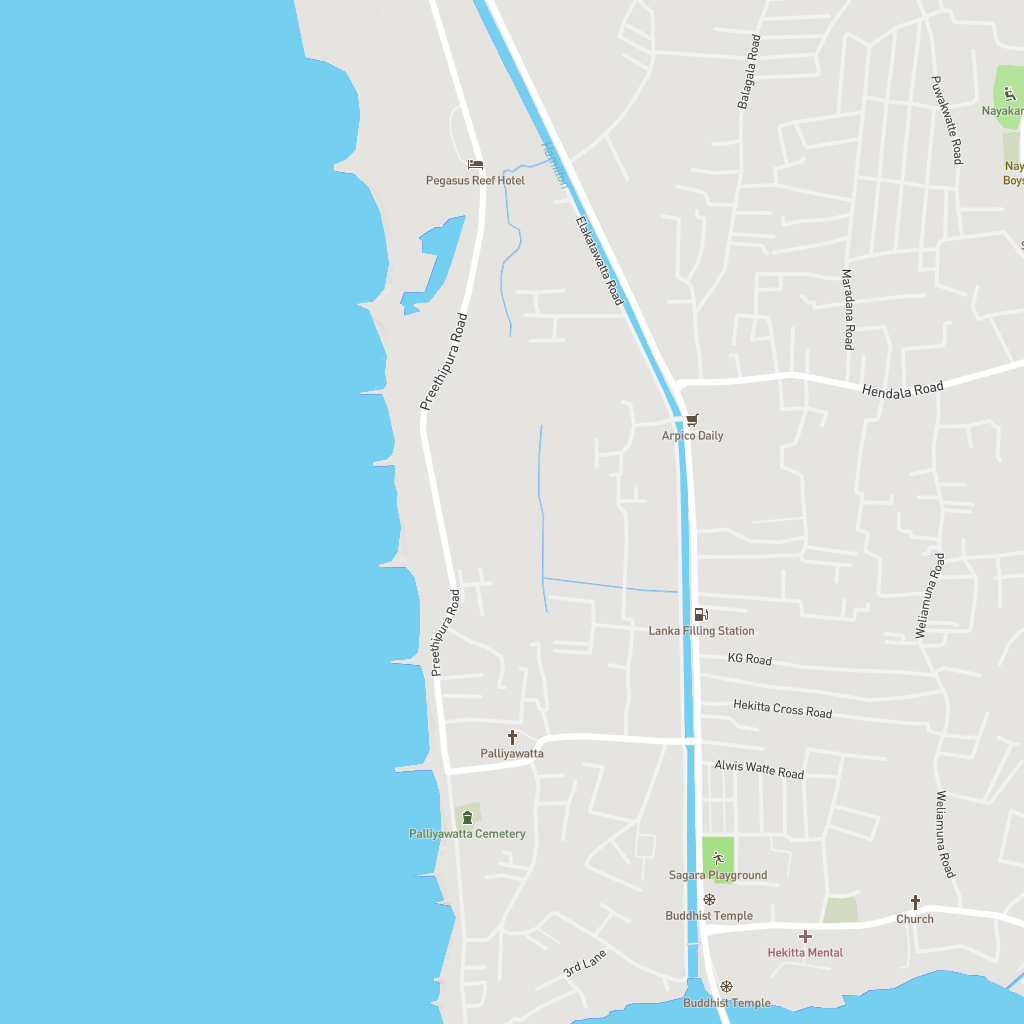 Balagala Road
Puwakwatte Road
Nayakar
Nay
Boys
Pegasus Reef Hotel
Hamilton
Elakatawatta Road
Maradana Road
Preethipura Road
Hendala Road
Arpico Daily
Weliamuna Road
Preethipura Road
Lanka Filling Station
KG Road
Hekitta Cross Road
Palliyawatta
Alwis Watte Road
Weliamuna Road
Palliyawatta Cemetery
Sagara Playground
Buddhist Temple
Church
Hekitta Mental
3rd Lane
Buddhist Temple